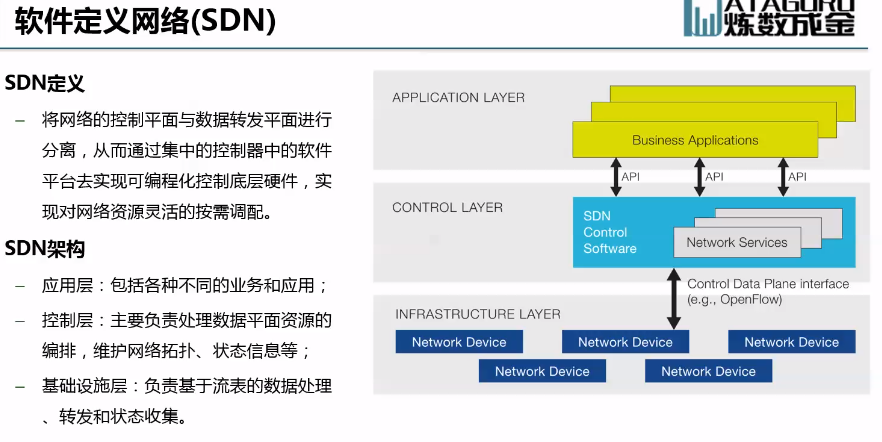 软件定义网络(SDN)
ATAGURU
炼数成金
SDN定义
– 将网络的控制平面与数据转发平面进行
分离，从而通过集中的控制器中的软件
平台去实现可编程化控制底层硬件，实
现对网络资源灵活的按需调配。
SDN架构
– 应用层：包括各种不同的业务和应用；
– 控制层：主要负责处理数据平面资源的
编排，维护网络拓扑、状态信息等；
– 基础设施层：负责基于流表的数据处理
、转发和状态收集。
APPLICATION LAYER
Business Applications
API
API
API
CONTROL LAYER
SDN
Control
Software
Network Services
Control Data Plane interface
(e.g., OpenFlow)
INFRASTRUCTURE LAYER
Network Device
Network Device
Network Device
Network Device
Network Device